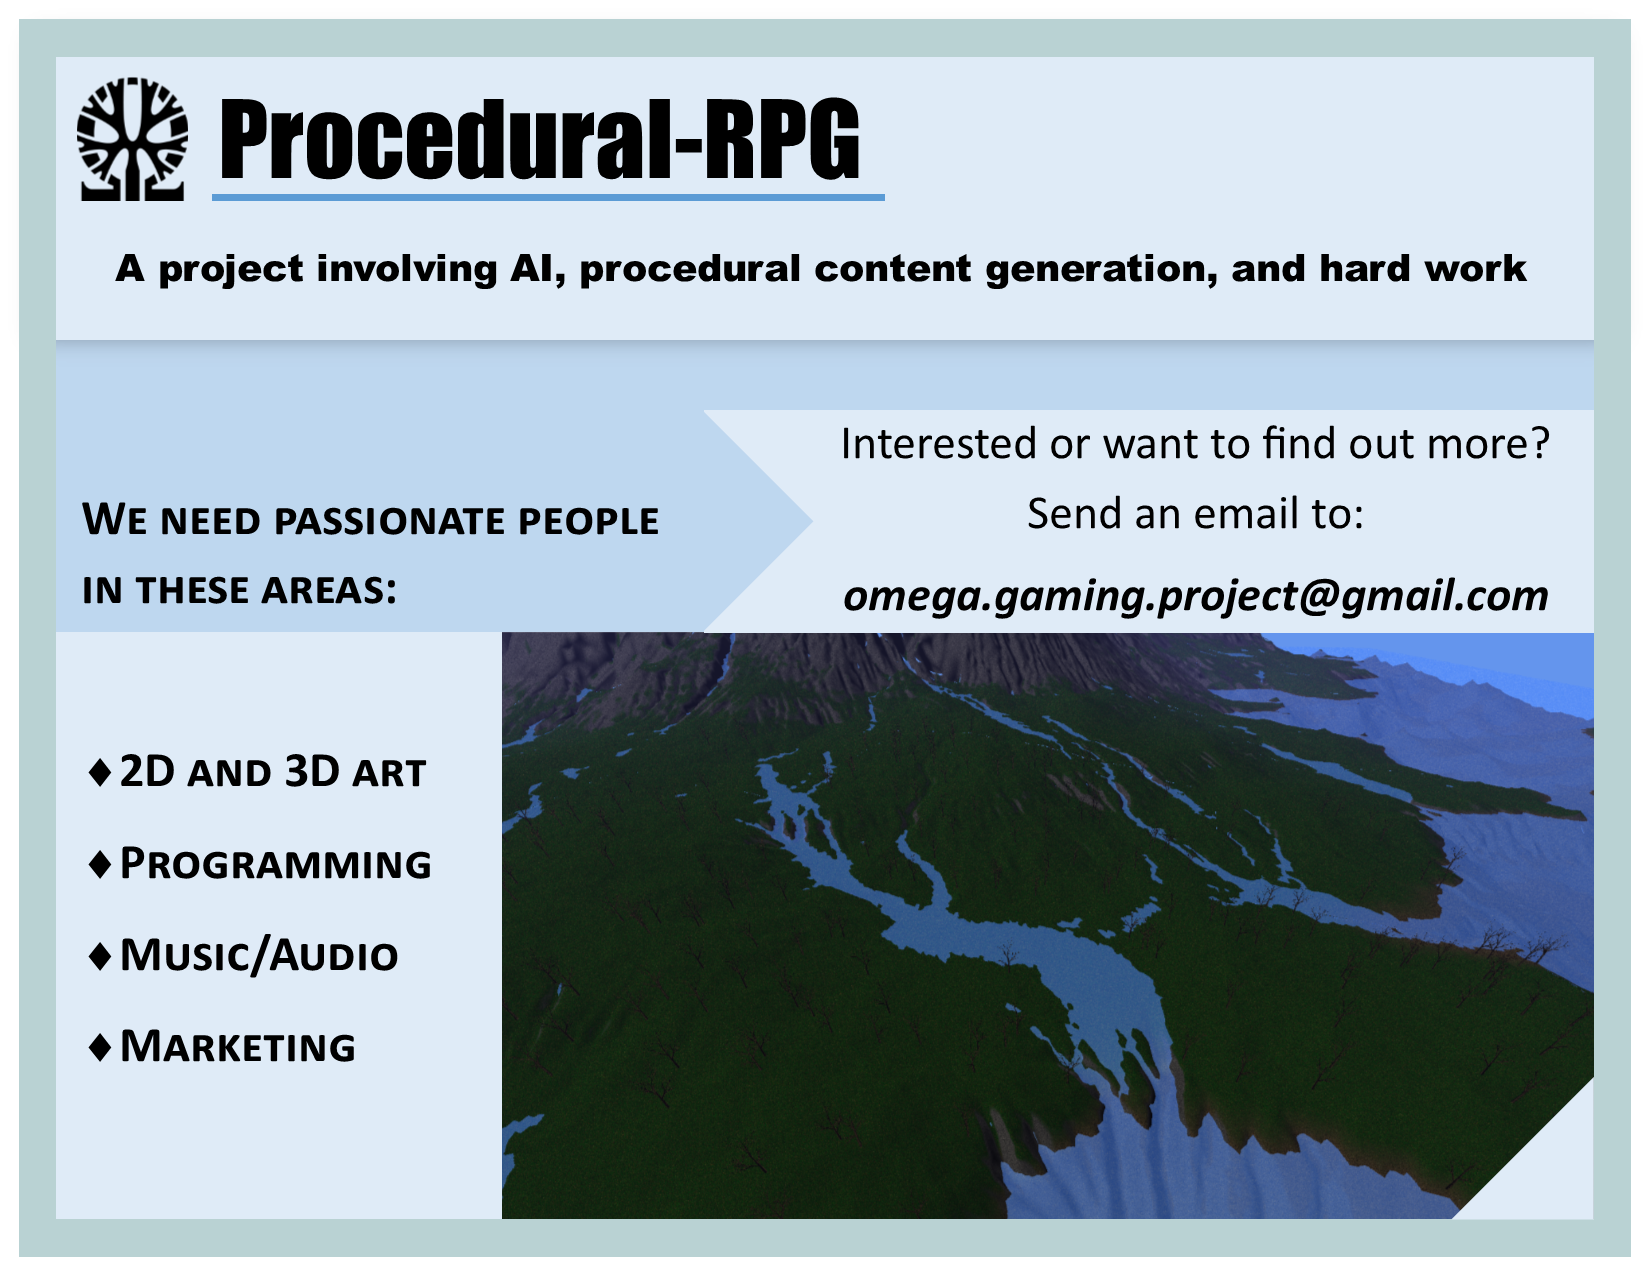 Procedural-RPG
A project involving AI, procedural content generation, and hard work
Interested or want to find out more?
Send an email to:
omega.gaming.project@gmail.com
We need passionate people
in these areas:
♦2D and 3D art
♦Programming
♦Music/Audio
♦Marketing